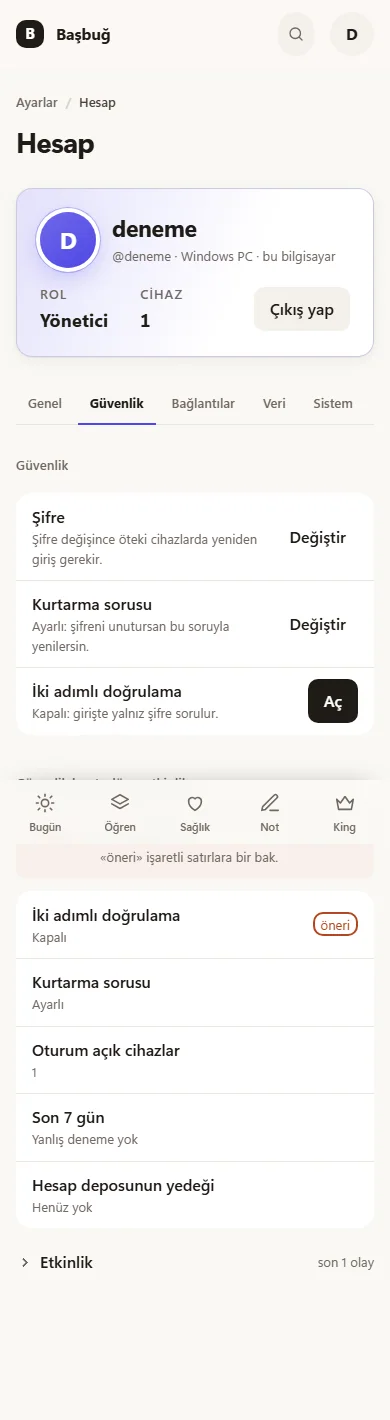 B Başbuğ D
Ayarlar / Hesap
Hesap
D
deneme
@deneme · Windows PC · bu bilgisayar
ROL CİHAZ
Yönetici 1
Çıkış yap
Genel Güvenlik Bağlantılar Veri Sistem
Güvenlik
Şifre
Şifre değişince öteki cihazlarda yeniden
giriş gerekir.
Değiştir
Kurtarma sorusu
Ayarlı: şifreni unutursan bu soruyla
yenilersin.
Değiştir
İki adımlı doğrulama
Kapalı: girişte yalnız şifre sorulur.
Aç
Bugün Öğren Sağlık Not King
«öneri» işaretli satırlara bir bak.
İki adımlı doğrulama
Kapalı
öneri
Kurtarma sorusu
Ayarlı
Oturum açık cihazlar
1
Son 7 gün
Yanlış deneme yok
Hesap deposunun yedeği
Henüz yok
Etkinlik son 1 olay